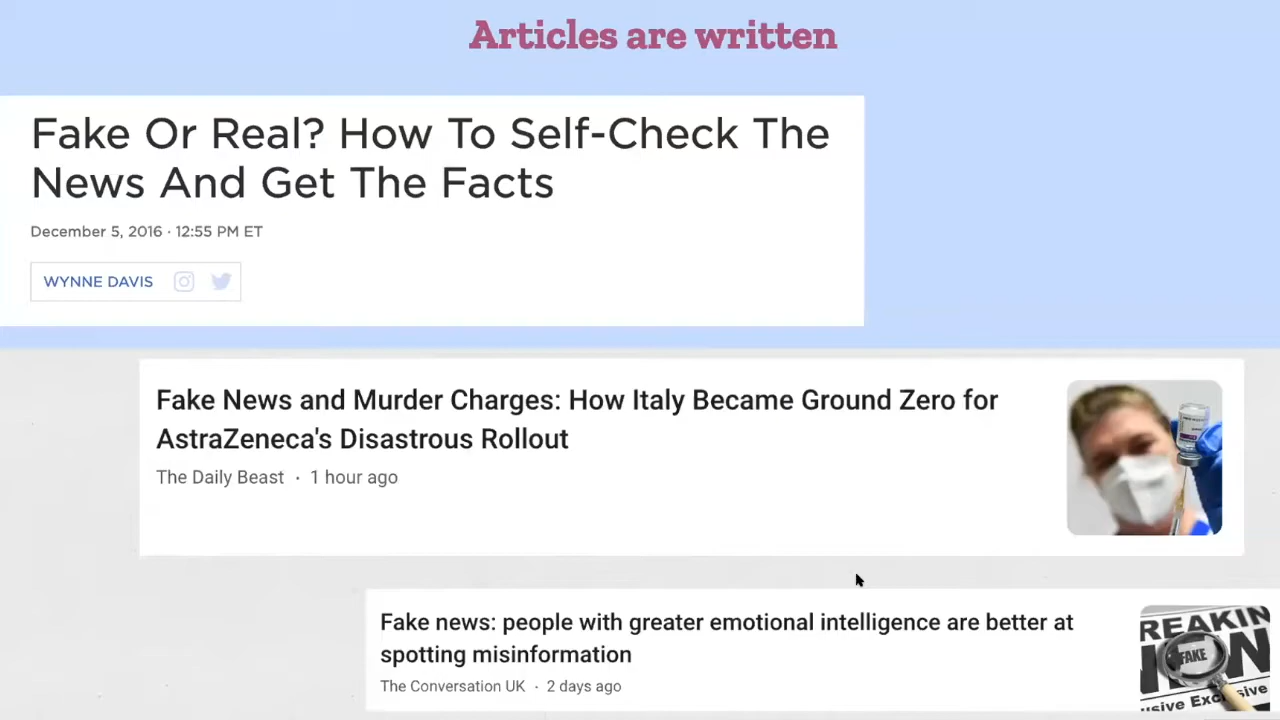 Articles are written
Fake Or Real? How To Self-Check The
News And Get The Facts
December 5, 2016 · 12:55 PM ET
WYNNE DAVIS
Fake News and Murder Charges: How Italy Became Ground Zero for
AstraZeneca's Disastrous Rollout
The Daily Beast · 1 hour ago
Fake news: people with greater emotional intelligence are better at
spotting misinformation
The Conversation UK · 2 days ago
REAKIN
FAKE
usive Exclusive